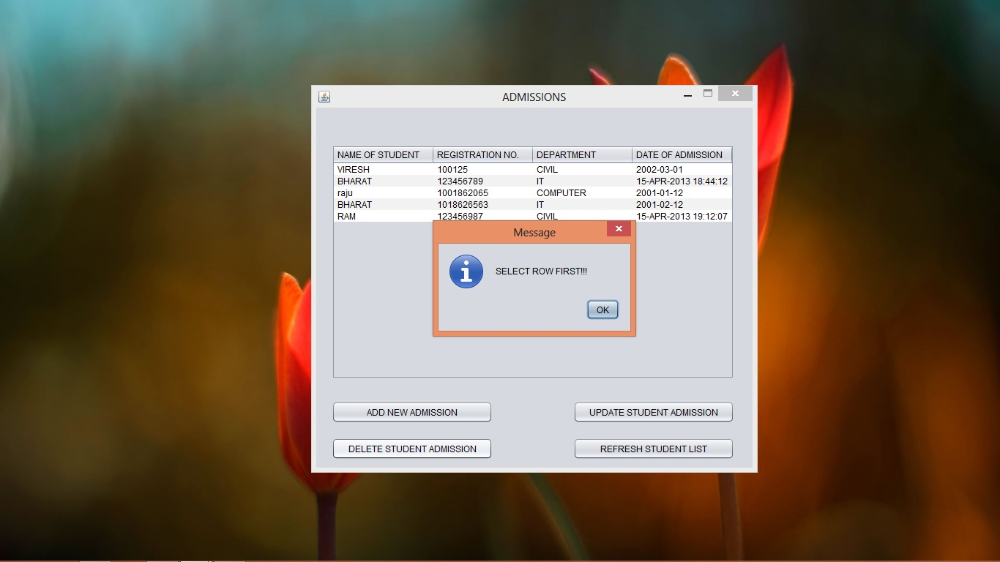 ADMISSIONS
NAME OF STUDENT REGISTRATION NO. DEPARTMENT DATE OF ADMISSION
VIRESH 100125 CIVIL 2002-03-01
BHARAT 123456789 IT 15-APR-2013 18:44:12
raju 1001862065 COMPUTER 2001-01-12
BHARAT 1018626563 IT 2001-02-12
RAM 123456987 CIVIL 15-APR-2013 19:12:07
Message
SELECT ROW FIRST!!!
OK
ADD NEW ADMISSION UPDATE STUDENT ADMISSION
DELETE STUDENT ADMISSION REFRESH STUDENT LIST